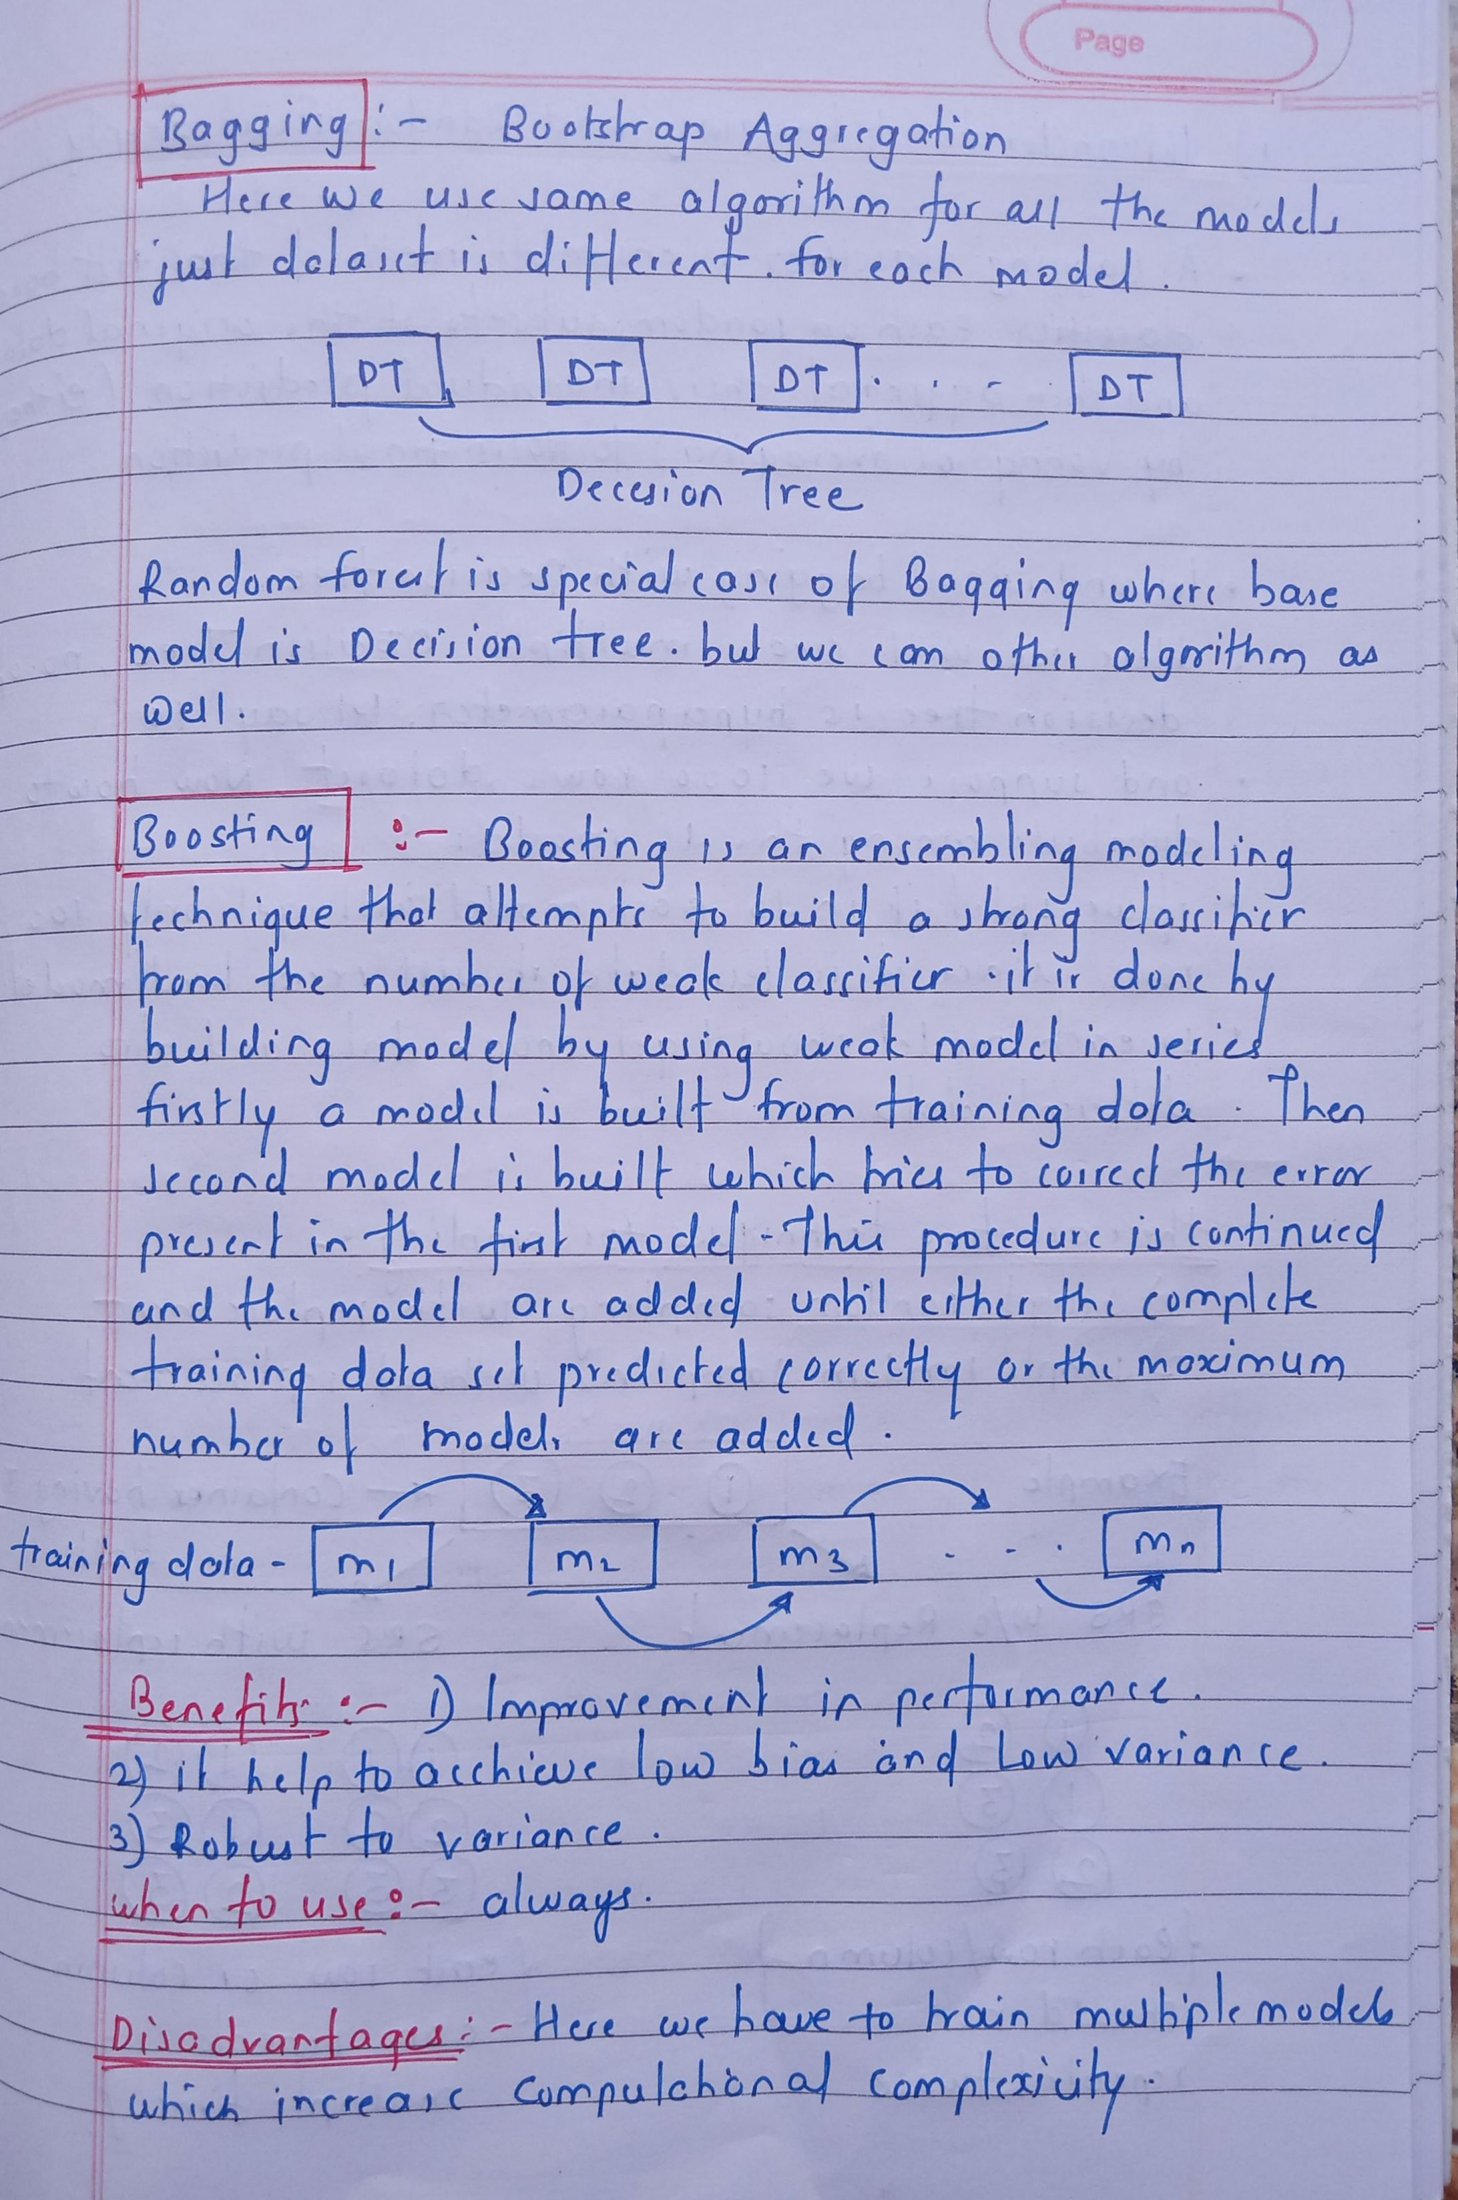 Page
Bagging :- Bootstrap Aggregation
Here we use same algorithm for all the models
just dataset is different. for each model.
DT DT DT . . - DT
Decesion Tree
Random forest is special case of Bagging where base
model is Decision tree. but we can other algorithm as
well.
Boosting :- Boosting is an ensembling modeling
technique that attempts to build a strong classifier
from the number of weak classifier . it is done by
building model by using weak model in series
firstly a model is built from training data . Then
second model is built which tries to correct the error
present in the first model - This procedure is continued
and the model are added until either the complete
training data set predicted correctly or the maximum
number of models are added .
training data - m1 m2 m3 . - . mn
Benefits :- 1) Improvement in performance .
2) it help to acchieve low bias and Low variance .
3) Robust to variance .
when to use :- always.
Disadvantages :- Here we have to train multiple models
which increase computational complexicity .